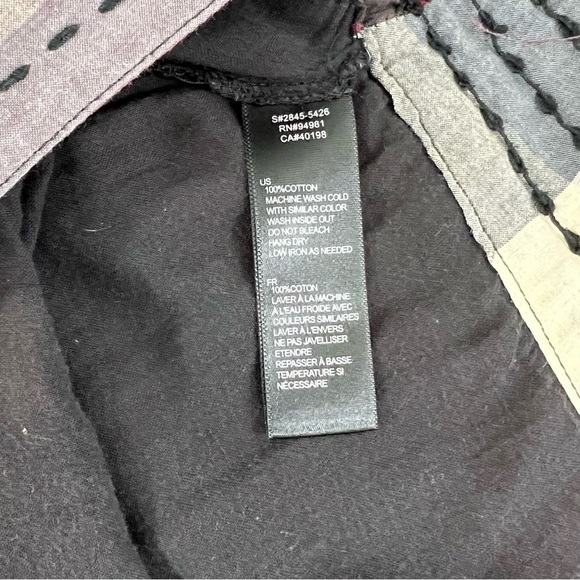 S#2845-5426
RN#94981
CA#40198
US
100%COTTON
MACHINE WASH COLD
WITH SIMILAR COLOR
WASH INSIDE OUT
DO NOT BLEACH
HANG DRY
LOW IRON AS NEEDED
FR
100%COTON
LAVER À LA MACHINE
À L'EAU FROIDE AVEC
COULEURS SIMILAIRES
LAVER À L'ENVERS
NE PAS JAVELLISER
ETENDRE
REPASSER À BASSE
TEMPERATURE SI
NÉCESSAIRE